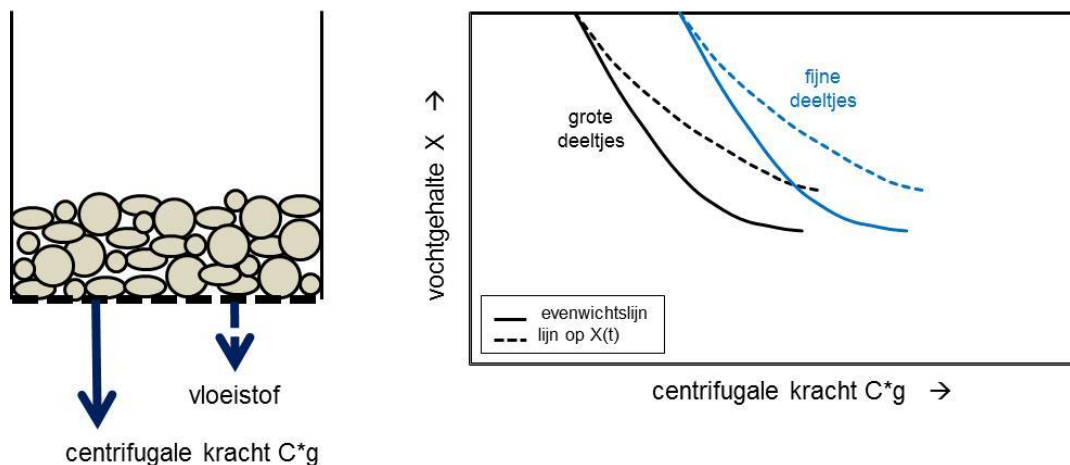 vloeistof
centrifugale kracht C*g
vochtgehalte X →
grote
deeltjes
fijne
deeltjes
evenwichtslijn
lijn op X(t)
centrifugale kracht C*g →